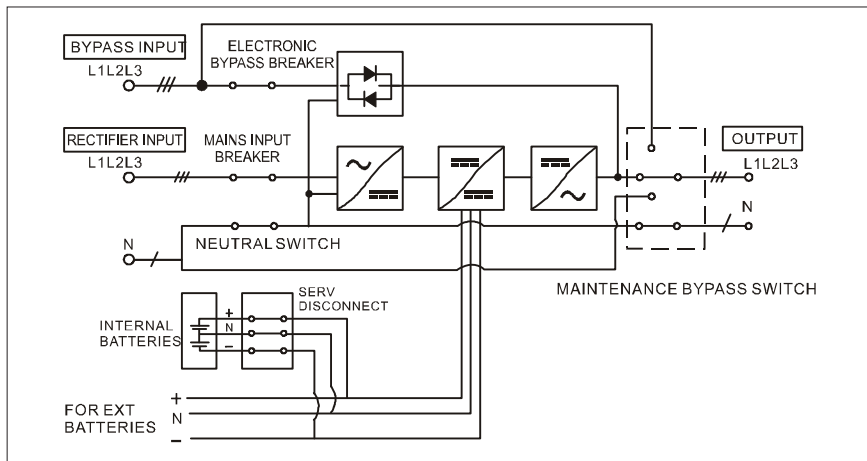 BYPASS INPUT
L1L2L3
ELECTRONIC
BYPASS BREAKER
RECTIFIER INPUT
L1L2L3
MAINS INPUT
BREAKER
OUTPUT
L1L2L3
N
NEUTRAL SWITCH
N
MAINTENANCE BYPASS SWITCH
SERV
DISCONNECT
INTERNAL
BATTERIES
+
N
−
FOR EXT
BATTERIES
+
N
−